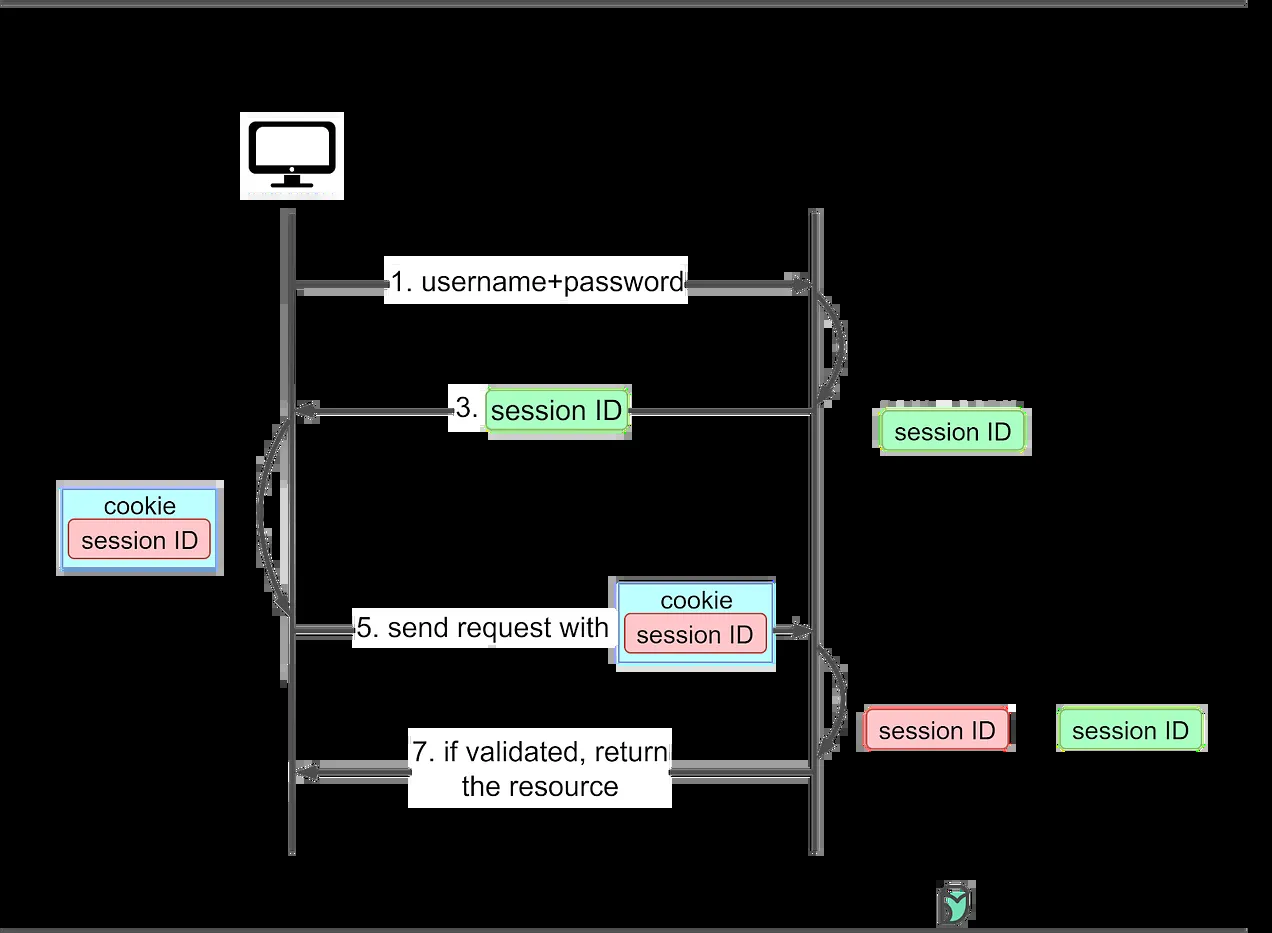 1. username+password
3. session ID
session ID
cookie
session ID
5. send request with
cookie
session ID
session ID
session ID
7. if validated, return
the resource